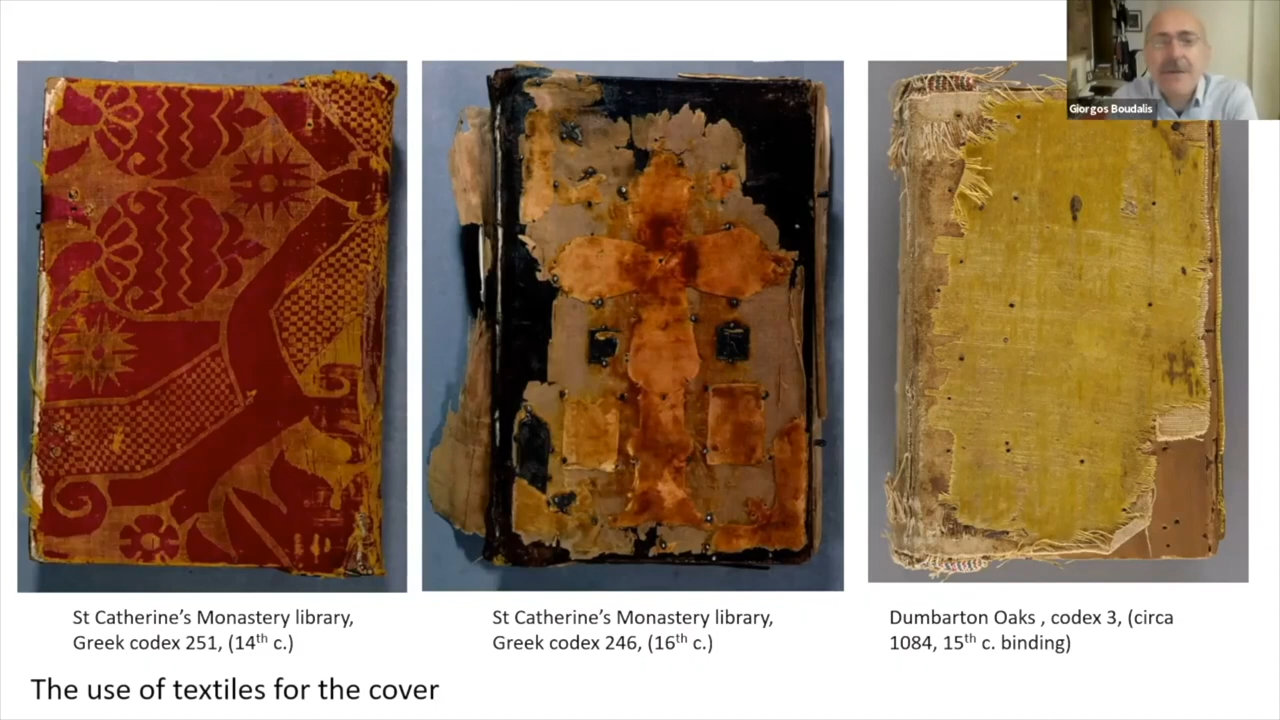 Giorgos Boudalis
St Catherine's Monastery library,
Greek codex 251, (14th c.)
St Catherine's Monastery library,
Greek codex 246, (16th c.)
Dumbarton Oaks , codex 3, (circa
1084, 15th c. binding)
The use of textiles for the cover